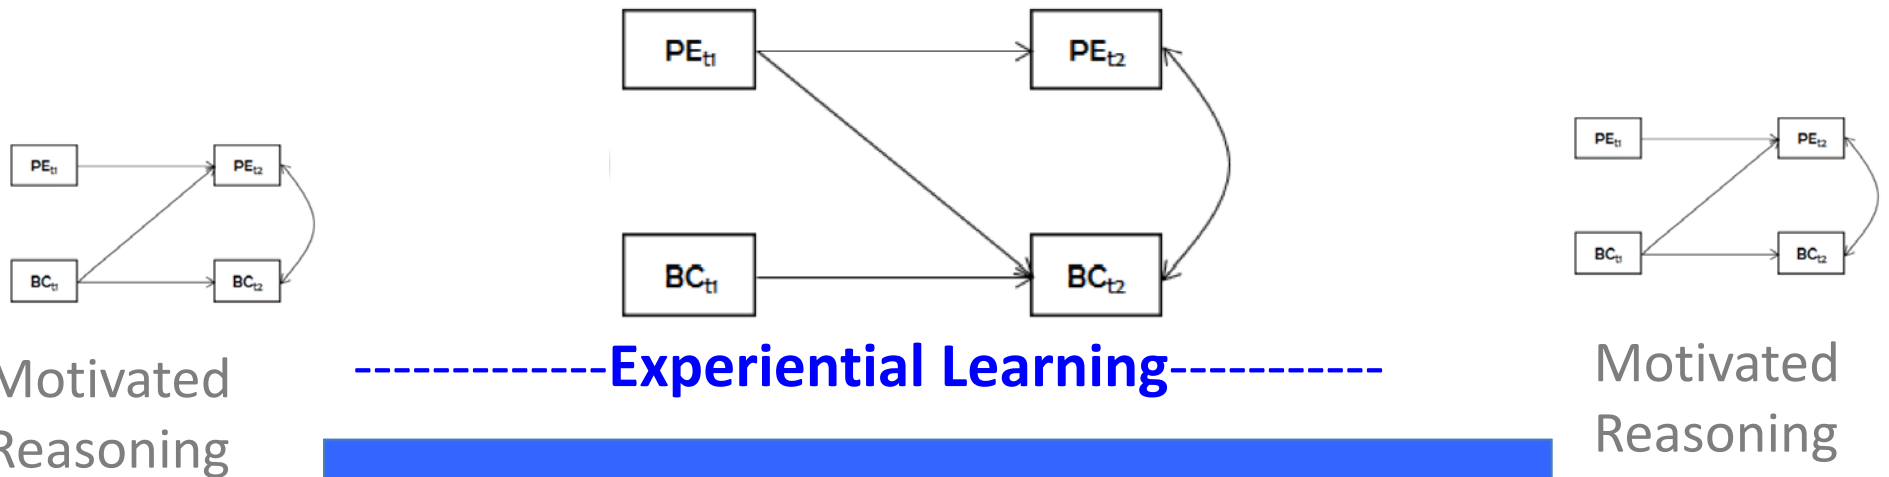 PEt1
PEt2
BCt1
BCt2
Motivated
Reasoning
PEt1
PEt2
BCt1
BCt2
------------Experiential Learning-----------
PEt1
PEt2
BCt1
BCt2
Motivated
Reasoning